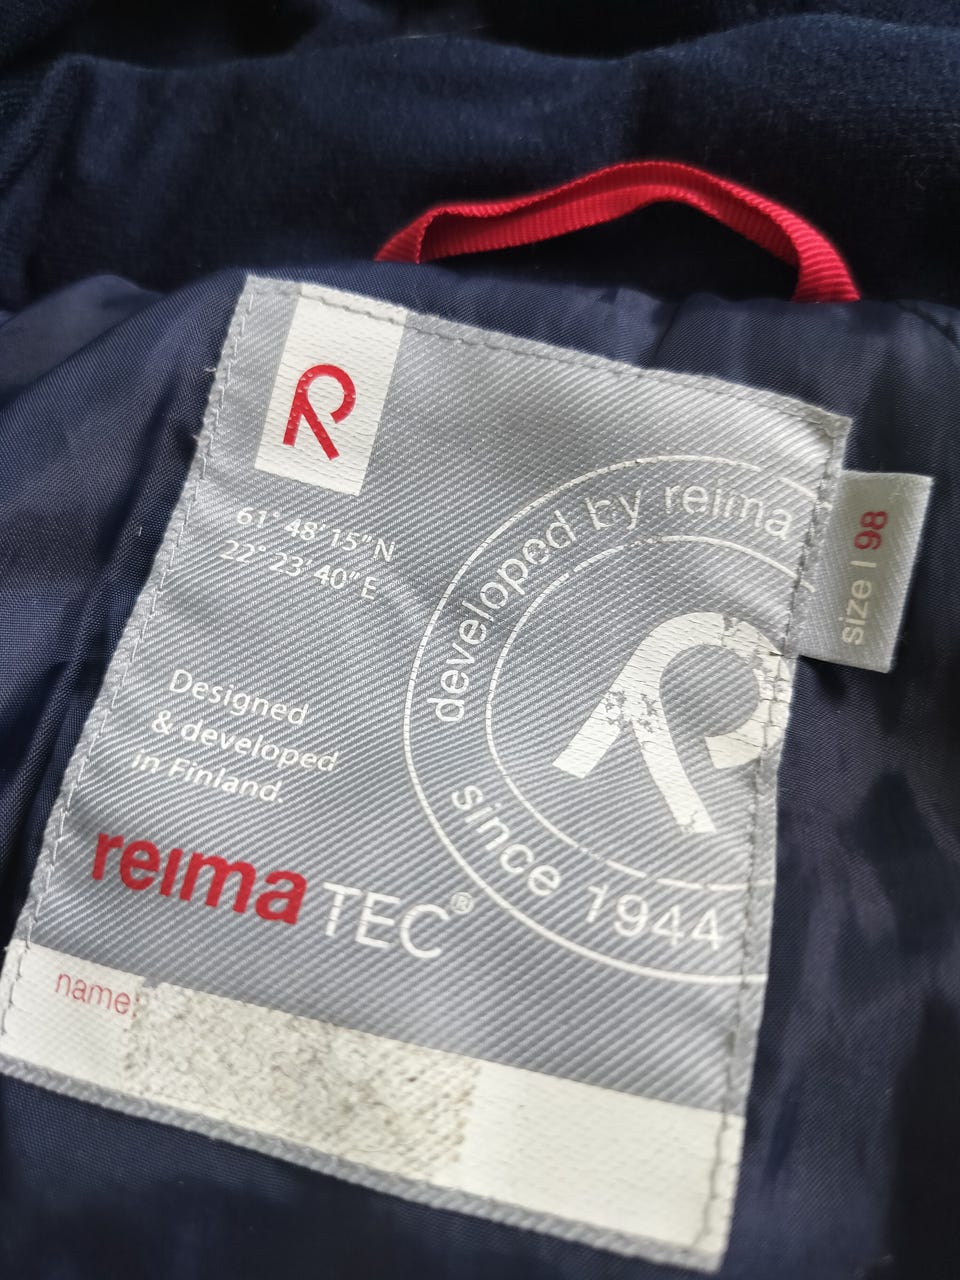 R
61° 48' 15" N
22° 23' 40" E
Designed
& developed
in Finland.
reima TEC®
name:
developed by reima
since 1944
R
size | 98